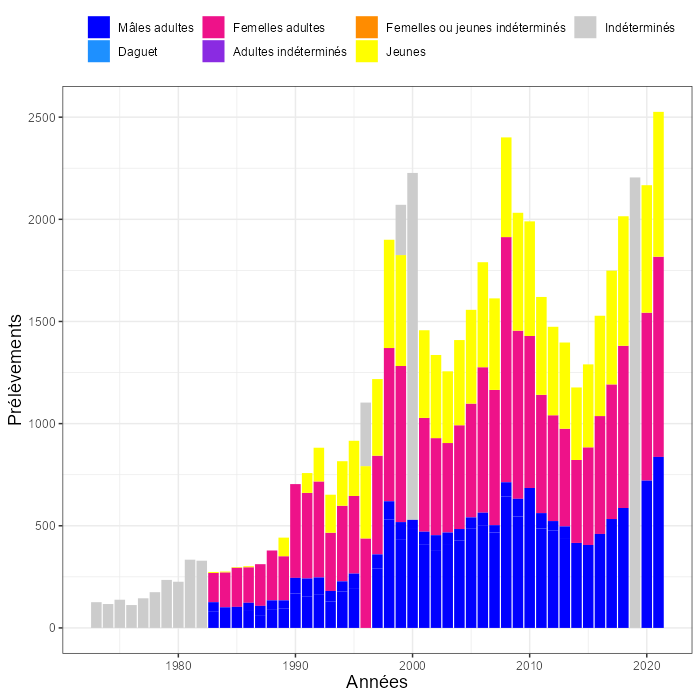 Mâles adultes Femelles adultes Femelles ou jeunes indéterminés Indéterminés
Daguet Adultes indéterminés Jeunes
2500
2000
1500
1000
500
0
Prélèvements
1980 1990 2000 2010 2020
Années